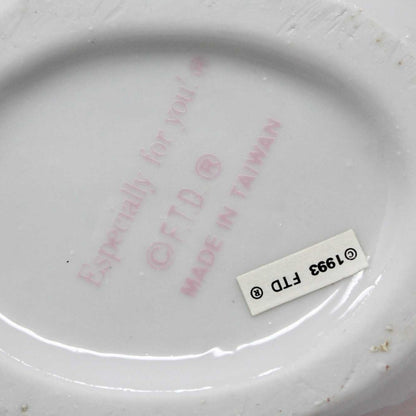 Especially for you.®
©FTD®
MADE IN TAIWAN
©1993 FTD ®